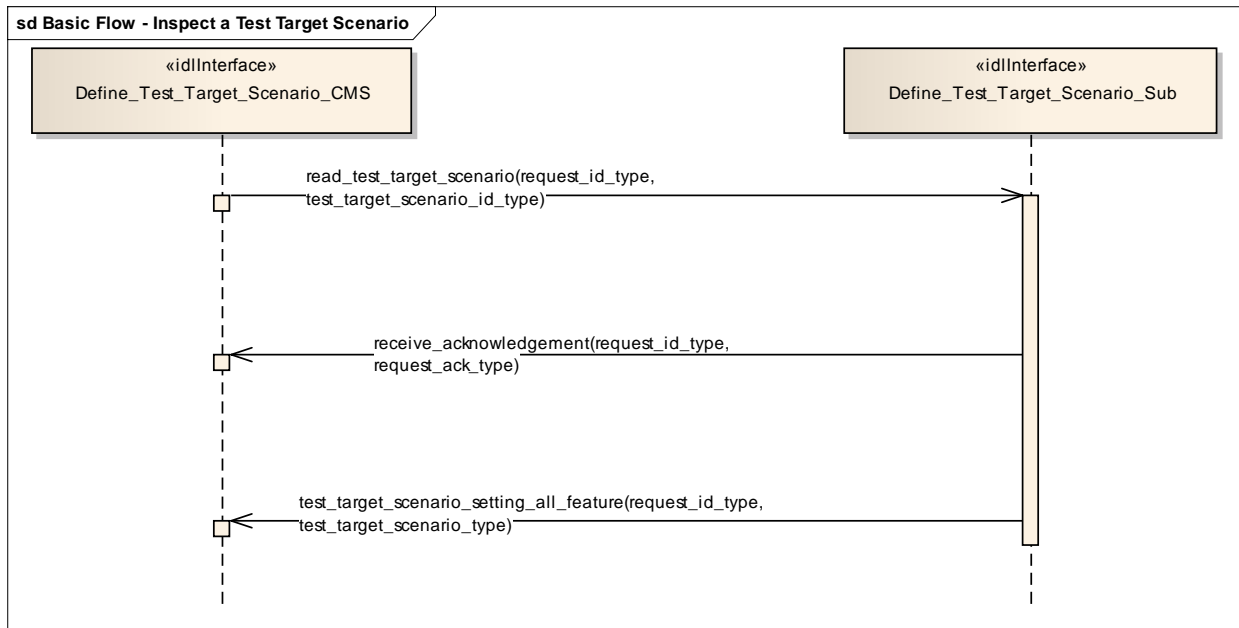 sd Basic Flow - Inspect a Test Target Scenario
«idlInterface»
Define_Test_Target_Scenario_CMS
«idlInterface»
Define_Test_Target_Scenario_Sub
read_test_target_scenario(request_id_type,
test_target_scenario_id_type)
receive_acknowledgement(request_id_type,
request_ack_type)
test_target_scenario_setting_all_feature(request_id_type,
test_target_scenario_type)